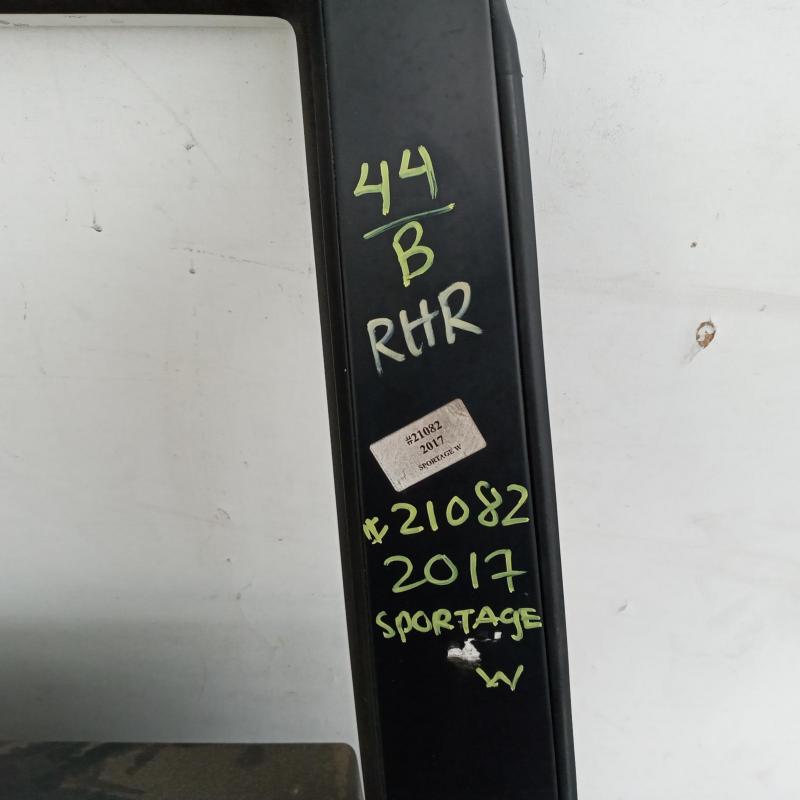 44
B
RHR
#21082
2017
SPORTAGE W
#21082
2017
SPORTAGE
W